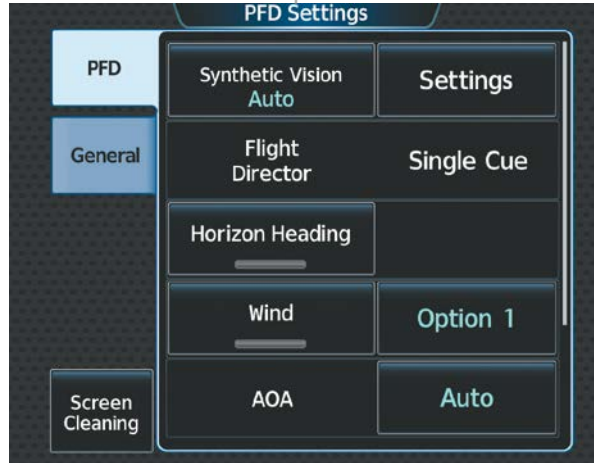 PFD Settings
PFD
Synthetic Vision
Auto
Settings
General
Flight
Director
Single Cue
Horizon Heading
Wind
Option 1
Screen
Cleaning
AOA
Auto